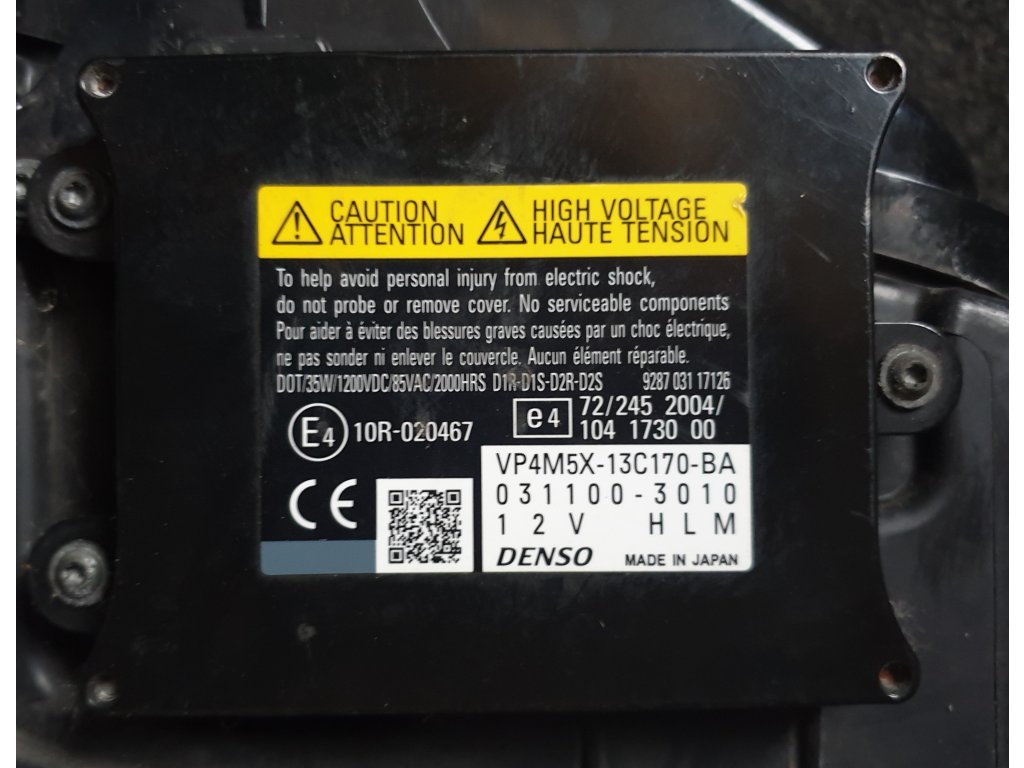 CAUTION
ATTENTION
HIGH VOLTAGE
HAUTE TENSION
To help avoid personal injury from electric shock,
do not probe or remove cover. No serviceable components
Pour aider à éviter des blessures graves causées par un choc électrique,
ne pas sonder ni enlever le couvercle. Aucun élément réparable.
DOT/35W/1200VDC/85VAC/2000HRS D1R-D1S-D2R-D2S 9287 031 17126
E4 10R-020467
e4 72/245 2004/
104 1730 00
CE
VP4M5X-13C170-BA
031100-3010
12V HLM
DENSO MADE IN JAPAN